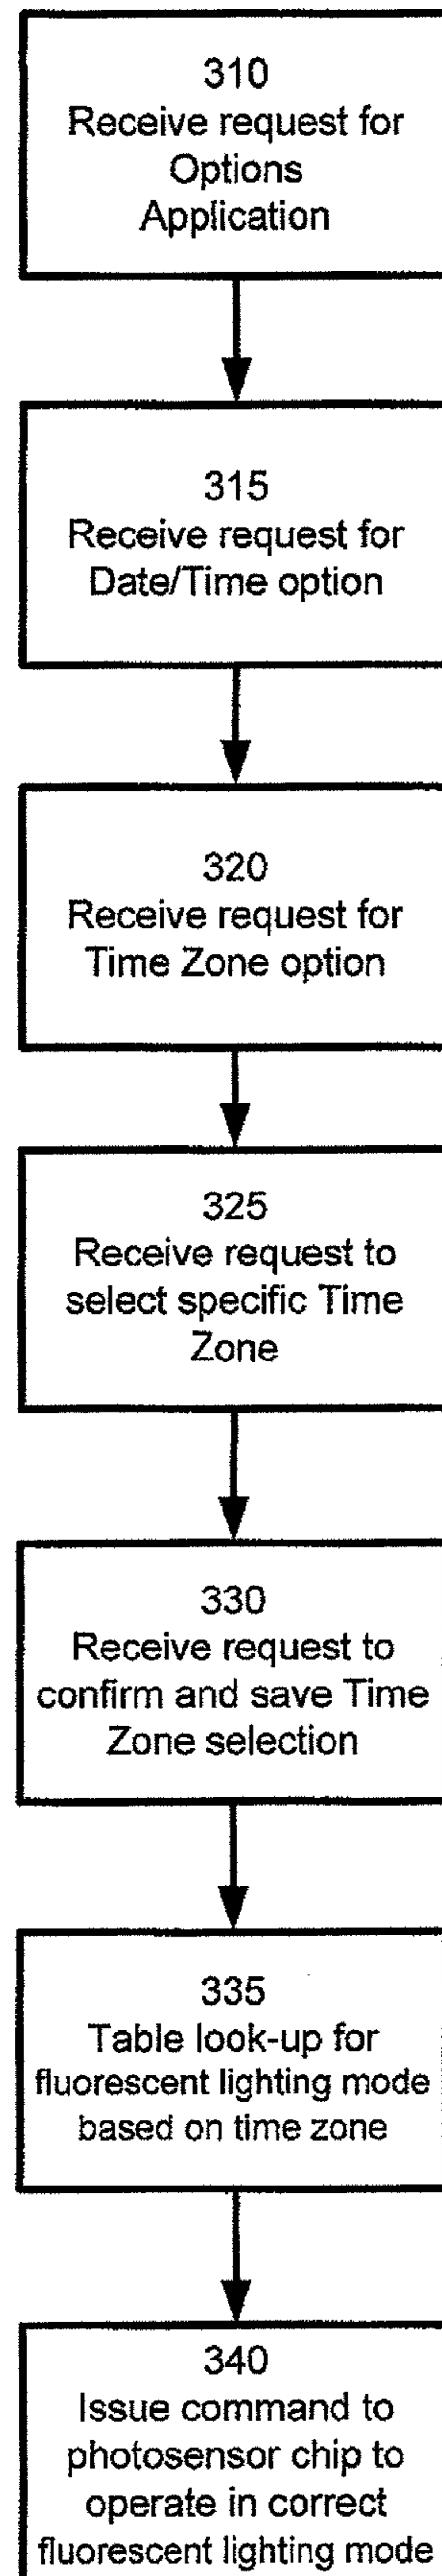 310
Receive request for
Options
Application
315
Receive request for
Date/Time option
320
Receive request for
Time Zone option
325
Receive request to
select specific Time
Zone
330
Receive request to
confirm and save Time
Zone selection
335
Table look-up for
fluorescent lighting mode
based on time zone
340
Issue command to
photosensor chip to
operate in correct
fluorescent lighting mode